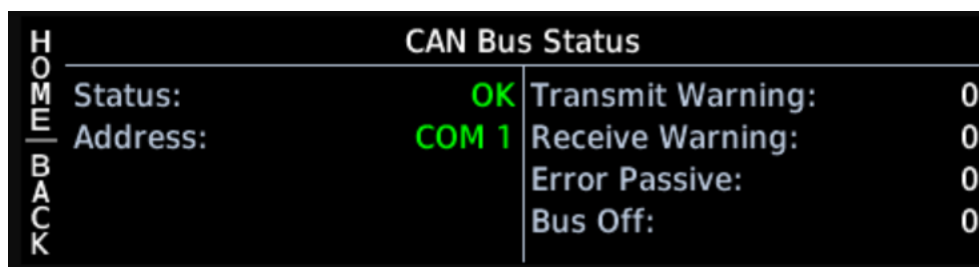 HOME
BACK
CAN Bus Status
Status: OK
Address: COM 1
Transmit Warning: 0
Receive Warning: 0
Error Passive: 0
Bus Off: 0